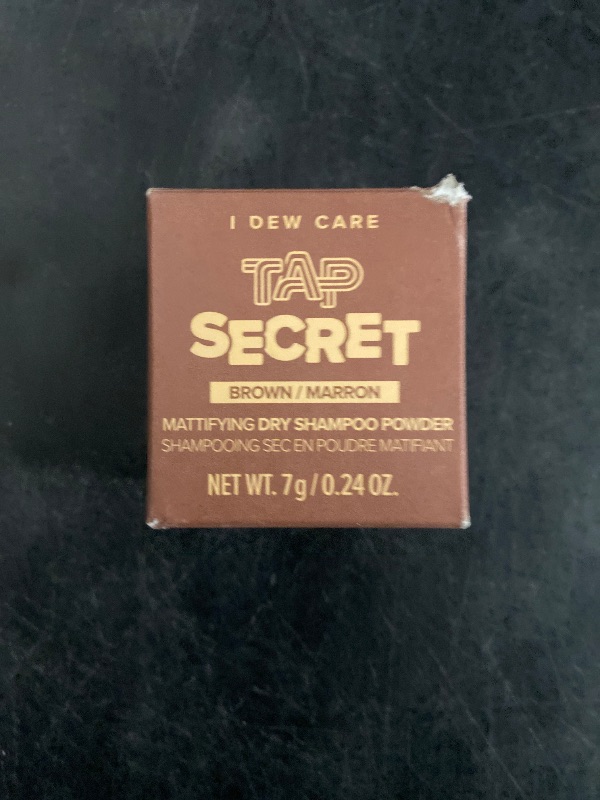 I DEW CARE
TAP
SECRET
BROWN / MARRON
MATTIFYING DRY SHAMPOO POWDER
SHAMPOOING SEC EN POUDRE MATIFIANT
NET WT. 7g / 0.24 OZ.